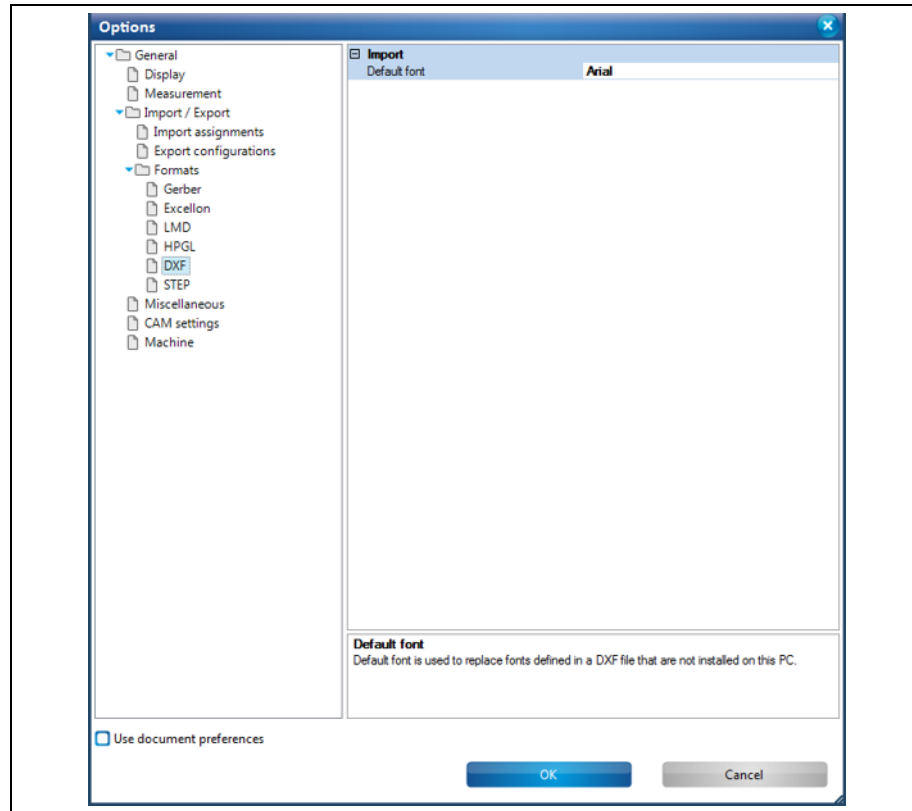 Options
General
Display
Measurement
Import / Export
Import assignments
Export configurations
Formats
Gerber
Excellon
LMD
HPGL
DXF
STEP
Miscellaneous
CAM settings
Machine
Import
Default font Arial
Default font
Default font is used to replace fonts defined in a DXF file that are not installed on this PC.
Use document preferences
OK Cancel